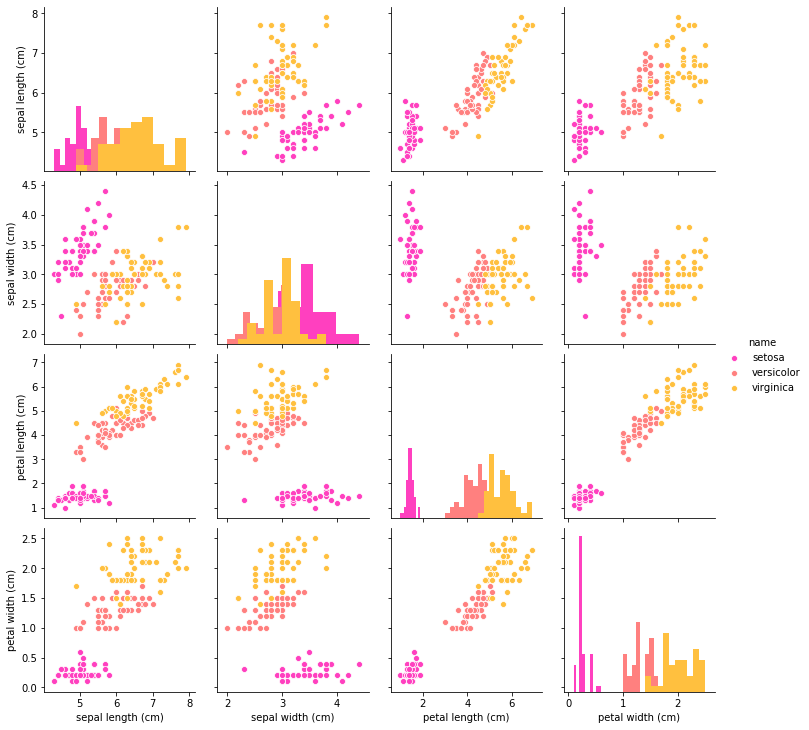 8
7
6
5
sepal length (cm)
4.5
4.0
3.5
3.0
2.5
2.0
sepal width (cm)
name
setosa
versicolor
virginica
7
6
5
4
3
2
1
petal length (cm)
2.5
2.0
1.5
1.0
0.5
0.0
petal width (cm)
5 6 7 8
2 3 4
2 4 6
0 1 2
sepal length (cm)
sepal width (cm)
petal length (cm)
petal width (cm)